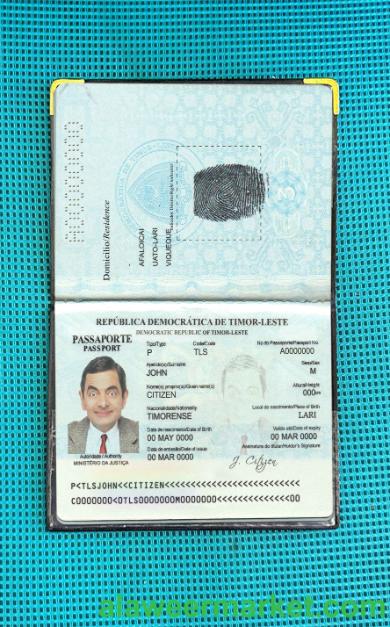 Domicílio/Residence
AFALOICAI
UATO-LARI
VIQUEQUE
REPÚBLICA DEMOCRÁTICA DE TIMOR-LESTE
DEMOCRATIC REPUBLIC OF TIMOR-LESTE
PASSAPORTE
PASSPORT
Tipo/Type
Code/Code
No do Passaporte/Passport No.
P
TLS
A0000000
Apelido(s)/Surname
Sexo/Sex
JOHN
M
Nome(s) próprio(s)/Given name(s)
Altura/Height
CITIZEN
000m
Nacionalidade/Nationality
Local de nascimento/Place of Birth
TIMORENSE
LARI
Data de nascimento/Date of Birth
Válido até/Date of expiry
00 MAY 0000
00 MAR 0000
Data de emissão/Date of issue
Assinatura do titular/Holder's Signature
00 MAR 0000
J. Citizen
Autoridade/Authority
MINISTÉRIO DA JUSTIÇA
P<TLSJOHN<<CITIZEN<<<<<<<<<<<<<<<<<<<<<<<<<<
C0000000<0TLS0000000M0000000<<<<<<<<<<<<<<00
alaweermarket.com